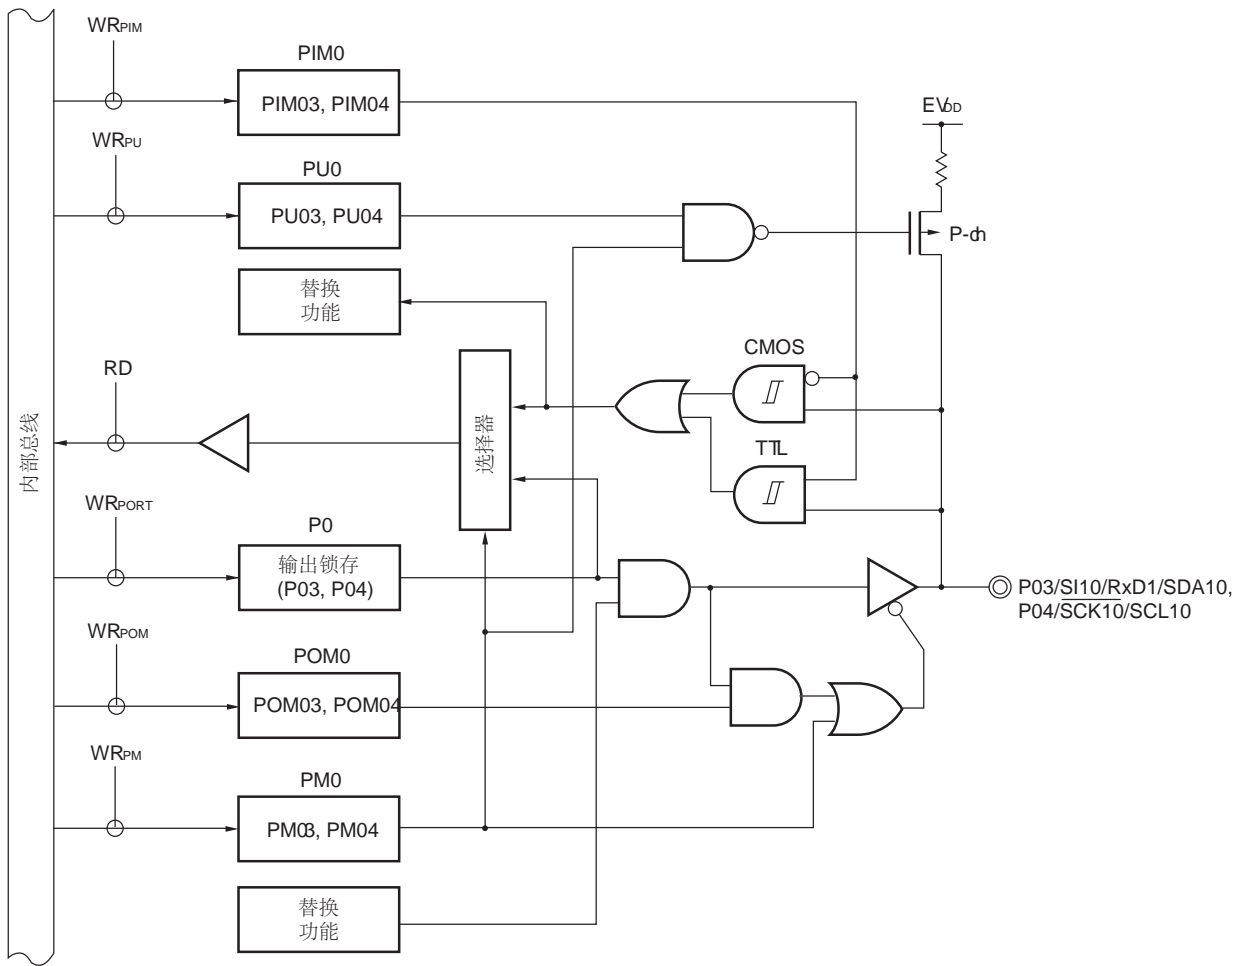 WRPIM
PIM0
PIM03, PIM04
EVDD
WRPU
PU0
PU03, PU04
P-ch
替换
功能
CMOS
RD
选择器
TTL
内部总线
WRPORT
P0
输出锁存
(P03, P04)
P03/SI10/RxD1/SDA10,
P04/SCK10/SCL10
WRPOM
POM0
POM03, POM04
WRPM
PM0
PM03, PM04
替换
功能